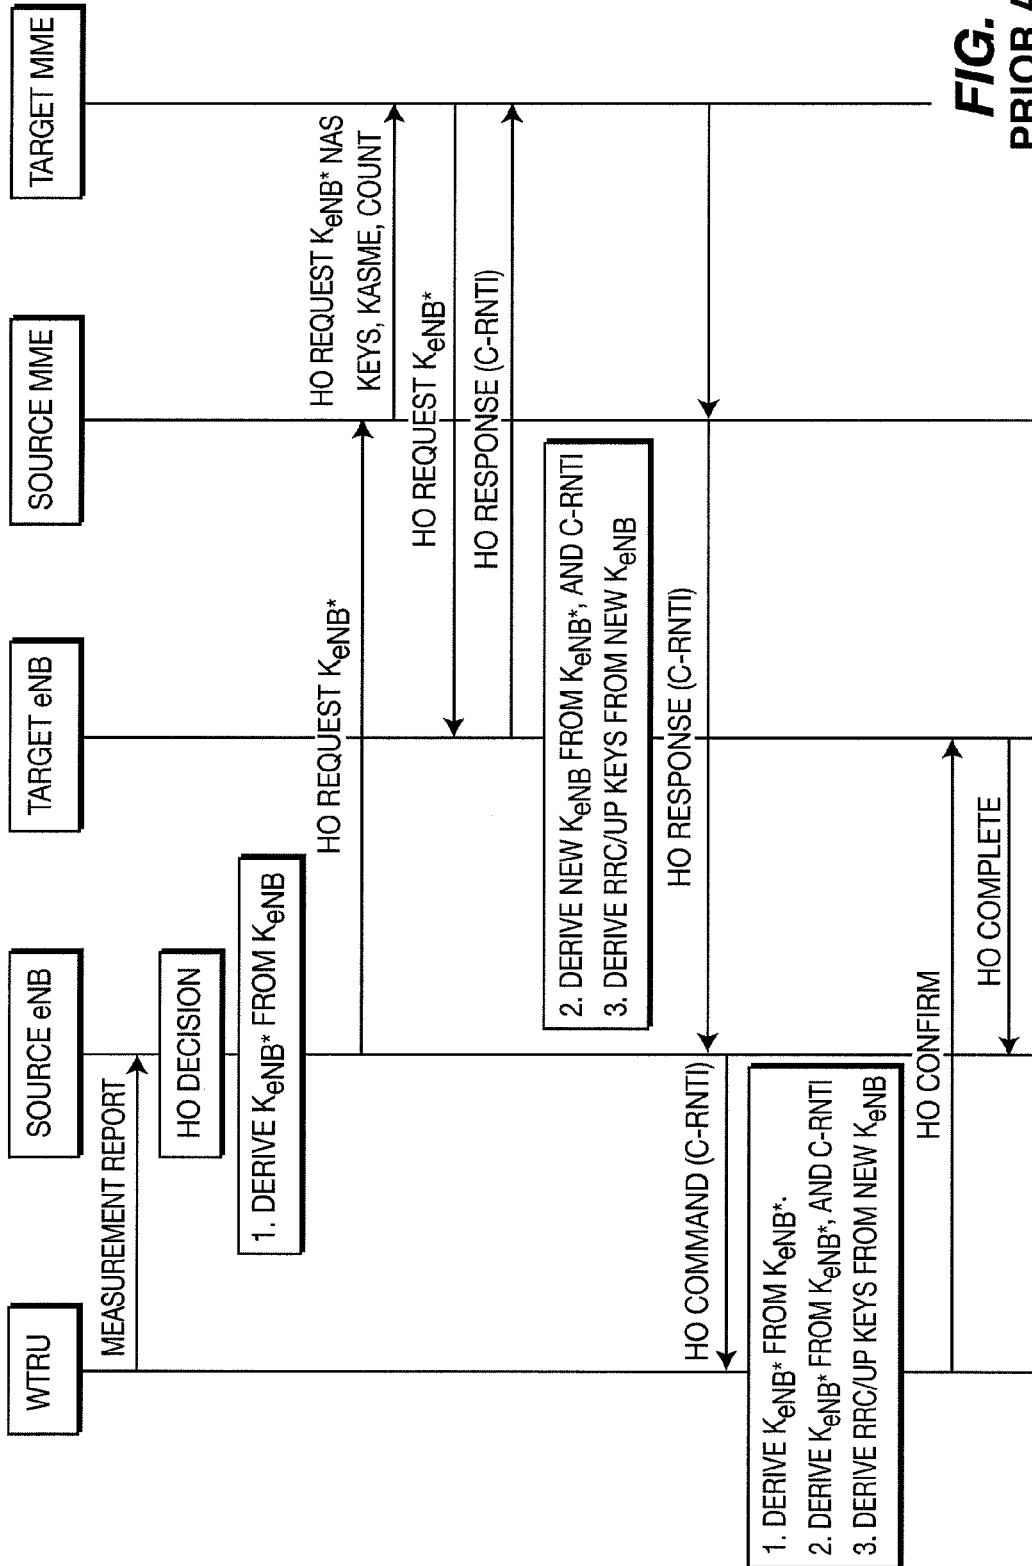 WTRU
SOURCE eNB
TARGET eNB
SOURCE MME
TARGET MME
MEASUREMENT REPORT
HO DECISION
1. DERIVE KeNB* FROM KeNB
HO REQUEST KeNB*
HO REQUEST KeNB* NAS
KEYS, KASME, COUNT
HO REQUEST KeNB*
HO RESPONSE (C-RNTI)
2. DERIVE NEW KeNB FROM KeNB*, AND C-RNTI
3. DERIVE RRC/UP KEYS FROM NEW KeNB
HO RESPONSE (C-RNTI)
HO COMMAND (C-RNTI)
1. DERIVE KeNB* FROM KeNB*.
2. DERIVE KeNB* FROM KeNB*, AND C-RNTI
3. DERIVE RRC/UP KEYS FROM NEW KeNB
HO CONFIRM
HO COMPLETE
FIG.
PRIOR